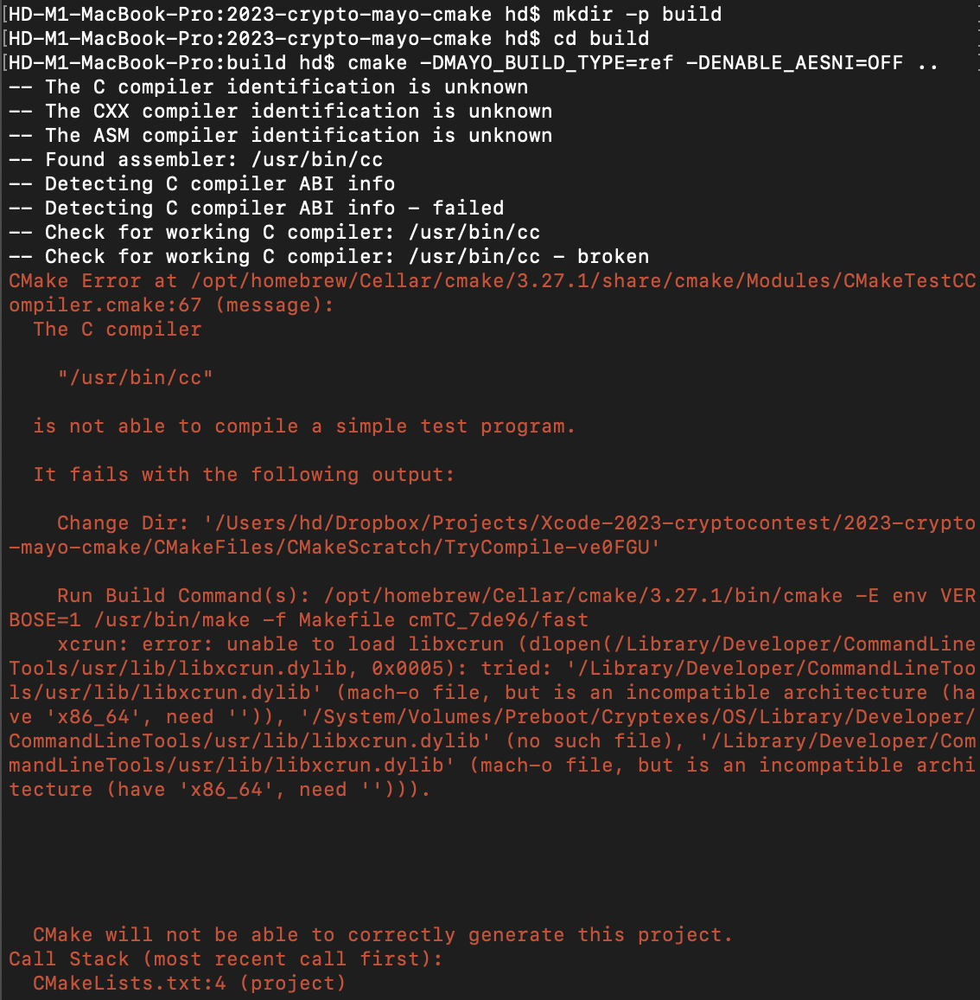 [HD-M1-MacBook-Pro:2023-crypto-mayo-cmake hd$ mkdir -p build
[HD-M1-MacBook-Pro:2023-crypto-mayo-cmake hd$ cd build
[HD-M1-MacBook-Pro:build hd$ cmake -DMAYO_BUILD_TYPE=ref -DENABLE_AESNI=OFF ..
-- The C compiler identification is unknown
-- The CXX compiler identification is unknown
-- The ASM compiler identification is unknown
-- Found assembler: /usr/bin/cc
-- Detecting C compiler ABI info
-- Detecting C compiler ABI info - failed
-- Check for working C compiler: /usr/bin/cc
-- Check for working C compiler: /usr/bin/cc - broken
CMake Error at /opt/homebrew/Cellar/cmake/3.27.1/share/cmake/Modules/CMakeTestCC
ompiler.cmake:67 (message):
  The C compiler

    "/usr/bin/cc"

  is not able to compile a simple test program.

  It fails with the following output:

    Change Dir: '/Users/hd/Dropbox/Projects/Xcode-2023-cryptocontest/2023-crypto
-mayo-cmake/CMakeFiles/CMakeScratch/TryCompile-ve0FGU'

    Run Build Command(s): /opt/homebrew/Cellar/cmake/3.27.1/bin/cmake -E env VER
BOSE=1 /usr/bin/make -f Makefile cmTC_7de96/fast
    xcrun: error: unable to load libxcrun (dlopen(/Library/Developer/CommandLine
Tools/usr/lib/libxcrun.dylib, 0x0005): tried: '/Library/Developer/CommandLineToo
ls/usr/lib/libxcrun.dylib' (mach-o file, but is an incompatible architecture (ha
ve 'x86_64', need '')), '/System/Volumes/Preboot/Cryptexes/OS/Library/Developer/
CommandLineTools/usr/lib/libxcrun.dylib' (no such file), '/Library/Developer/Com
mandLineTools/usr/lib/libxcrun.dylib' (mach-o file, but is an incompatible archi
tecture (have 'x86_64', need ''))).

  CMake will not be able to correctly generate this project.
Call Stack (most recent call first):
  CMakeLists.txt:4 (project)